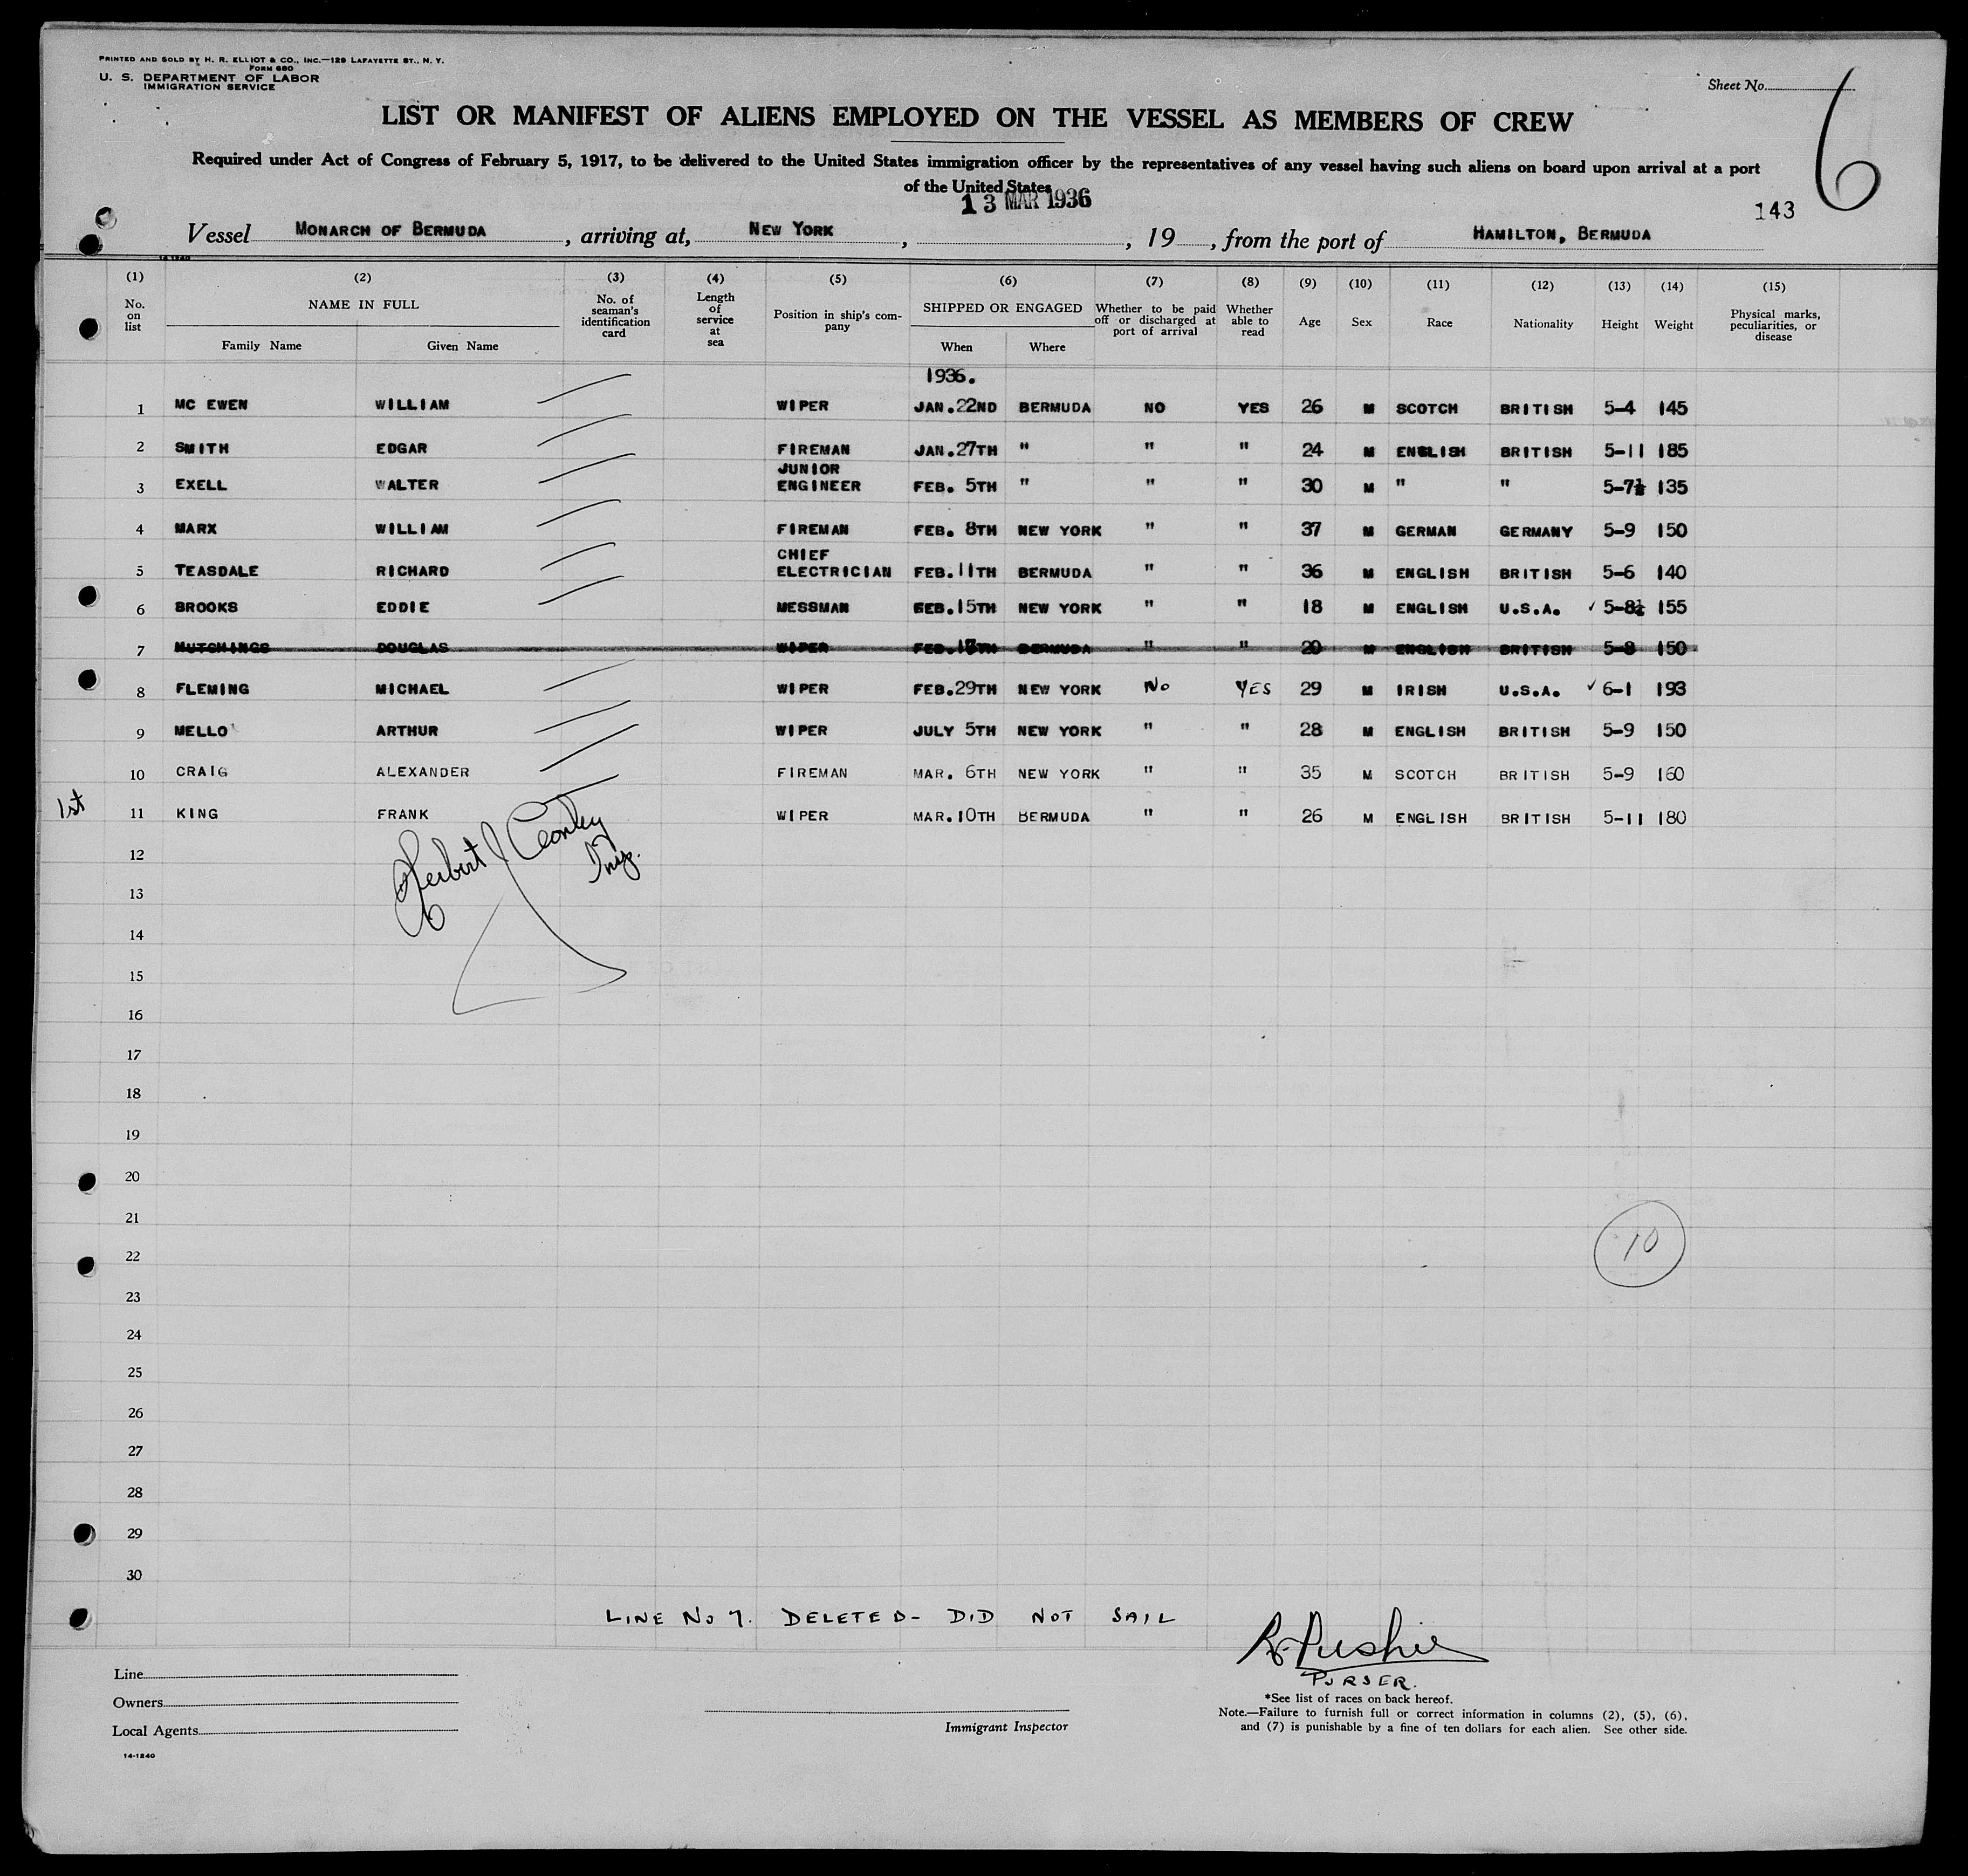 PRINTED AND SOLD BY H. R. ELLIOT & CO., INC.—129 LAFAYETTE ST., N. Y.
FORM 680
U. S. DEPARTMENT OF LABOR
IMMIGRATION SERVICE
Sheet No.
6
LIST OR MANIFEST OF ALIENS EMPLOYED ON THE VESSEL AS MEMBERS OF CREW
Required under Act of Congress of February 5, 1917, to be delivered to the United States immigration officer by the representatives of any vessel having such aliens on board upon arrival at a port
of the United States
13 MAR 1936
143
Vessel MONARCH OF BERMUDA, arriving at, NEW YORK, , 19 , from the port of HAMILTON, BERMUDA
14-1240
(1) (2) (3) (4) (5) (6) (7) (8) (9) (10) (11) (12) (13) (14) (15)
No. on list NAME IN FULL No. of seaman's identification card Length of service at sea Position in ship's company SHIPPED OR ENGAGED Whether to be paid off or discharged at port of arrival Whether able to read Age Sex Race Nationality Height Weight Physical marks, peculiarities, or disease
Family Name Given Name When Where
1936.
1 MC EWEN WILLIAM WIPER JAN.22ND BERMUDA NO YES 26 M SCOTCH BRITISH 5-4 145
2 SMITH EDGAR FIREMAN JAN.27TH " " " 24 M ENGLISH BRITISH 5-11 185
3 EXELL WALTER JUNIOR ENGINEER FEB. 5TH " " " 30 M " " 5-7½ 135
4 MARX WILLIAM FIREMAN FEB. 8TH NEW YORK " " 37 M GERMAN GERMANY 5-9 150
5 TEASDALE RICHARD CHIEF ELECTRICIAN FEB.11TH BERMUDA " " 36 M ENGLISH BRITISH 5-6 140
6 BROOKS EDDIE MESSMAN FEB.15TH NEW YORK " " 18 M ENGLISH U.S.A. ✓ 5-8½ 155
7 HUTCHINGS DOUGLAS WIPER FEB. BERMUDA " " 20 M ENGLISH BRITISH 5-8 150
8 FLEMING MICHAEL WIPER FEB.29TH NEW YORK No YES 29 M IRISH U.S.A. ✓ 6-1 193
9 MELLO ARTHUR WIPER JULY 5TH NEW YORK " " 28 M ENGLISH BRITISH 5-9 150
10 CRAIG ALEXANDER FIREMAN MAR. 6TH NEW YORK " " 35 M SCOTCH BRITISH 5-9 160
1st 11 KING FRANK WIPER MAR.10TH BERMUDA " " 26 M ENGLISH BRITISH 5-11 180
Herbert J
12
13
14
15
16
17
18
19
20
21
22
10
23
24
25
26
27
28
29
30
LINE No 7. DELETED- DID NOT SAIL
PURSER.
Line
Owners
Local Agents
Immigrant Inspector
*See list of races on back hereof.
Note.—Failure to furnish full or correct information in columns (2), (5), (6),
and (7) is punishable by a fine of ten dollars for each alien. See other side.
14-1240